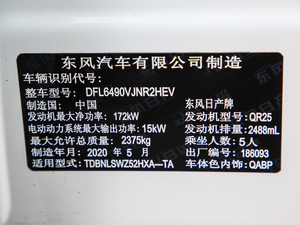 东风汽车有限公司制造
车辆识别代号：
整车型号： DFL6490VJNR2HEV
制造国： 中国 东风日产牌
发动机最大净功率： 172kW 发动机型号： QR25
电动动力系统最大输出功率： 15kW 发动机排量： 2488mL
最大允许总质量： 2375kg 乘坐人数： 5人
制造年月： 2020 年 5 月 出厂编号： 186093
适用型式： TDBNLSWZ52HXA—TA 车体色内饰： QABP